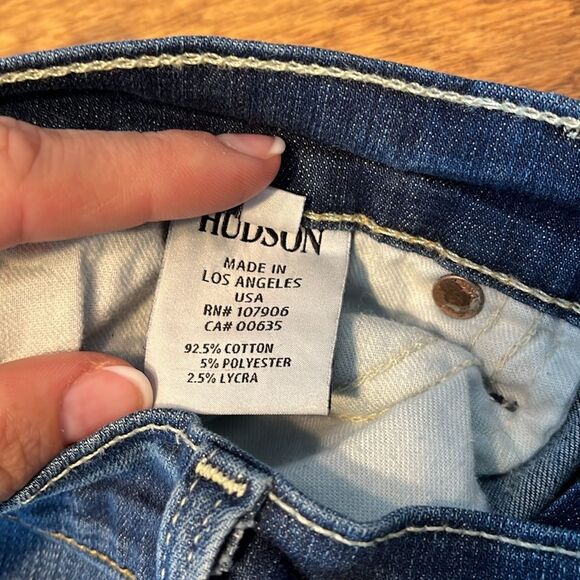 HUDSON
MADE IN
LOS ANGELES
USA
RN# 107906
CA# 00635
92.5% COTTON
5% POLYESTER
2.5% LYCRA